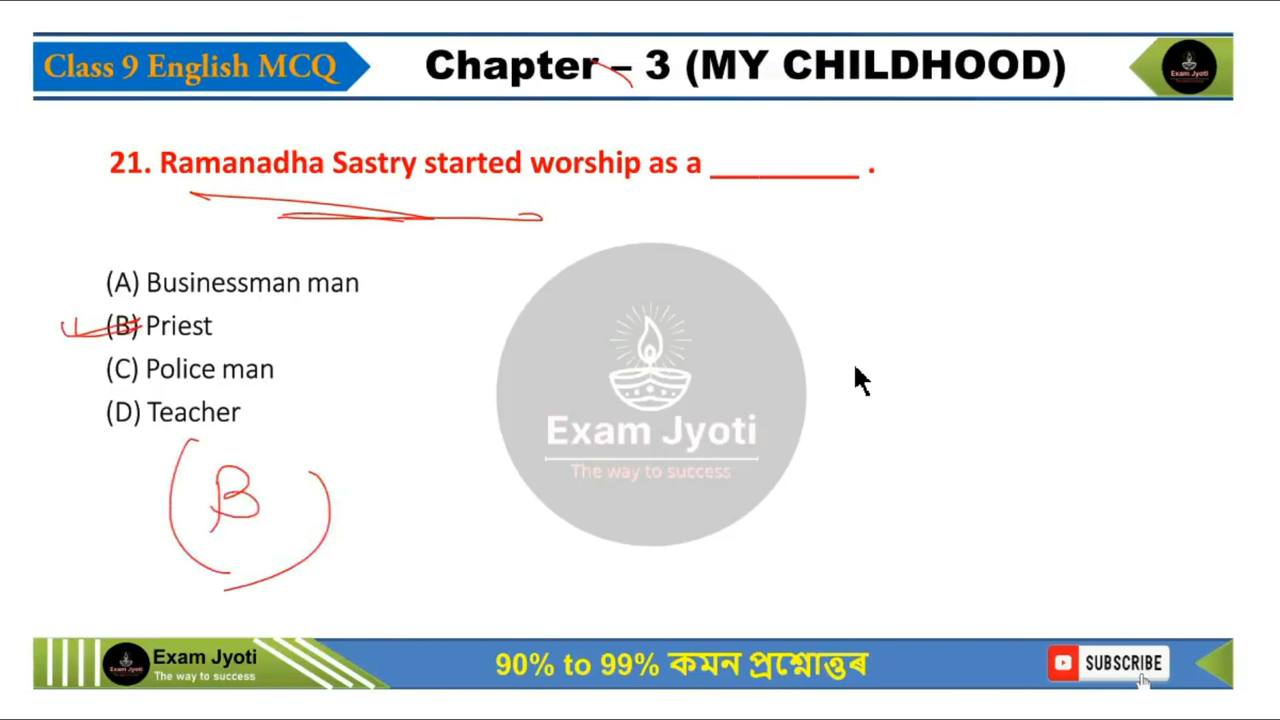 Class 9 English MCQ
Chapter – 3 (MY CHILDHOOD)
Exam Jyoti
21. Ramanadha Sastry started worship as a __________ .
(A) Businessman man
(B) Priest
(C) Police man
(D) Teacher
B
Exam Jyoti
The way to success
Exam Jyoti
The way to success
90% to 99% কমন প্ৰশ্নোত্তৰ
SUBSCRIBE